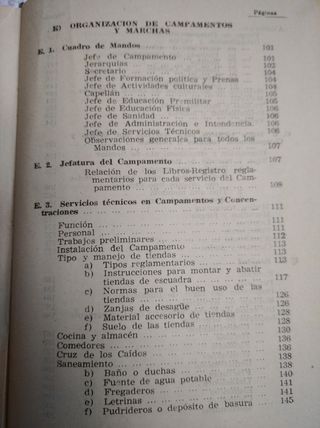 Páginas
E) ORGANIZACION DE CAMPAMENTOS
Y MARCHAS
E. 1. Cuadro de Mandos ... 101
Jefe de Campamento ... 101
Jerarquías ... 102
Secretario ... 104
Jefe de Formación política y Prensa ... 104
Jefe de Actividades culturales ... 104
Capellán ... 105
Jefe de Educación Premilitar ... 105
Jefe de Educación Física ... 106
Jefe de Sanidad ... 106
Jefe de Administración e Intendencia. 106
Jefe de Servicios Técnicos ... 106
Observaciones generales para todos los
Mandos ... 107
E. 2. Jefatura del Campamento ... 107
Relación de los Libros-Registro regla-
mentarios para cada servicio del Cam-
pamento ... 108
E. 3. Servicios técnicos en Campamentos y Concen-
traciones ... 111
Función ... 111
Personal ... 111
Trabajos preliminares ... 112
Instalación del Campamento ... 113
Tipo y manejo de tiendas ... 113
a) Tipos reglamentarios ... 113
b) Instrucciones para montar y abatir
tiendas de escuadra ... 117
c) Normas para el buen uso de las
tiendas ... 126
d) Zanjas de desagüe ... 126
e) Material accesorio de tiendas ... 128
f) Suelo de las tiendas ... 128
Cocina y almacén ... 130
Comedores ... 136
Cruz de los Caídos ... 136
Saneamiento ... 138
b) Baño o duchas ... 138
c) Fuente de agua potable ... 140
d) Fregaderos ... 141
e) Letrinas ... 141
f) Pudrideros o depósito de basura ... 145